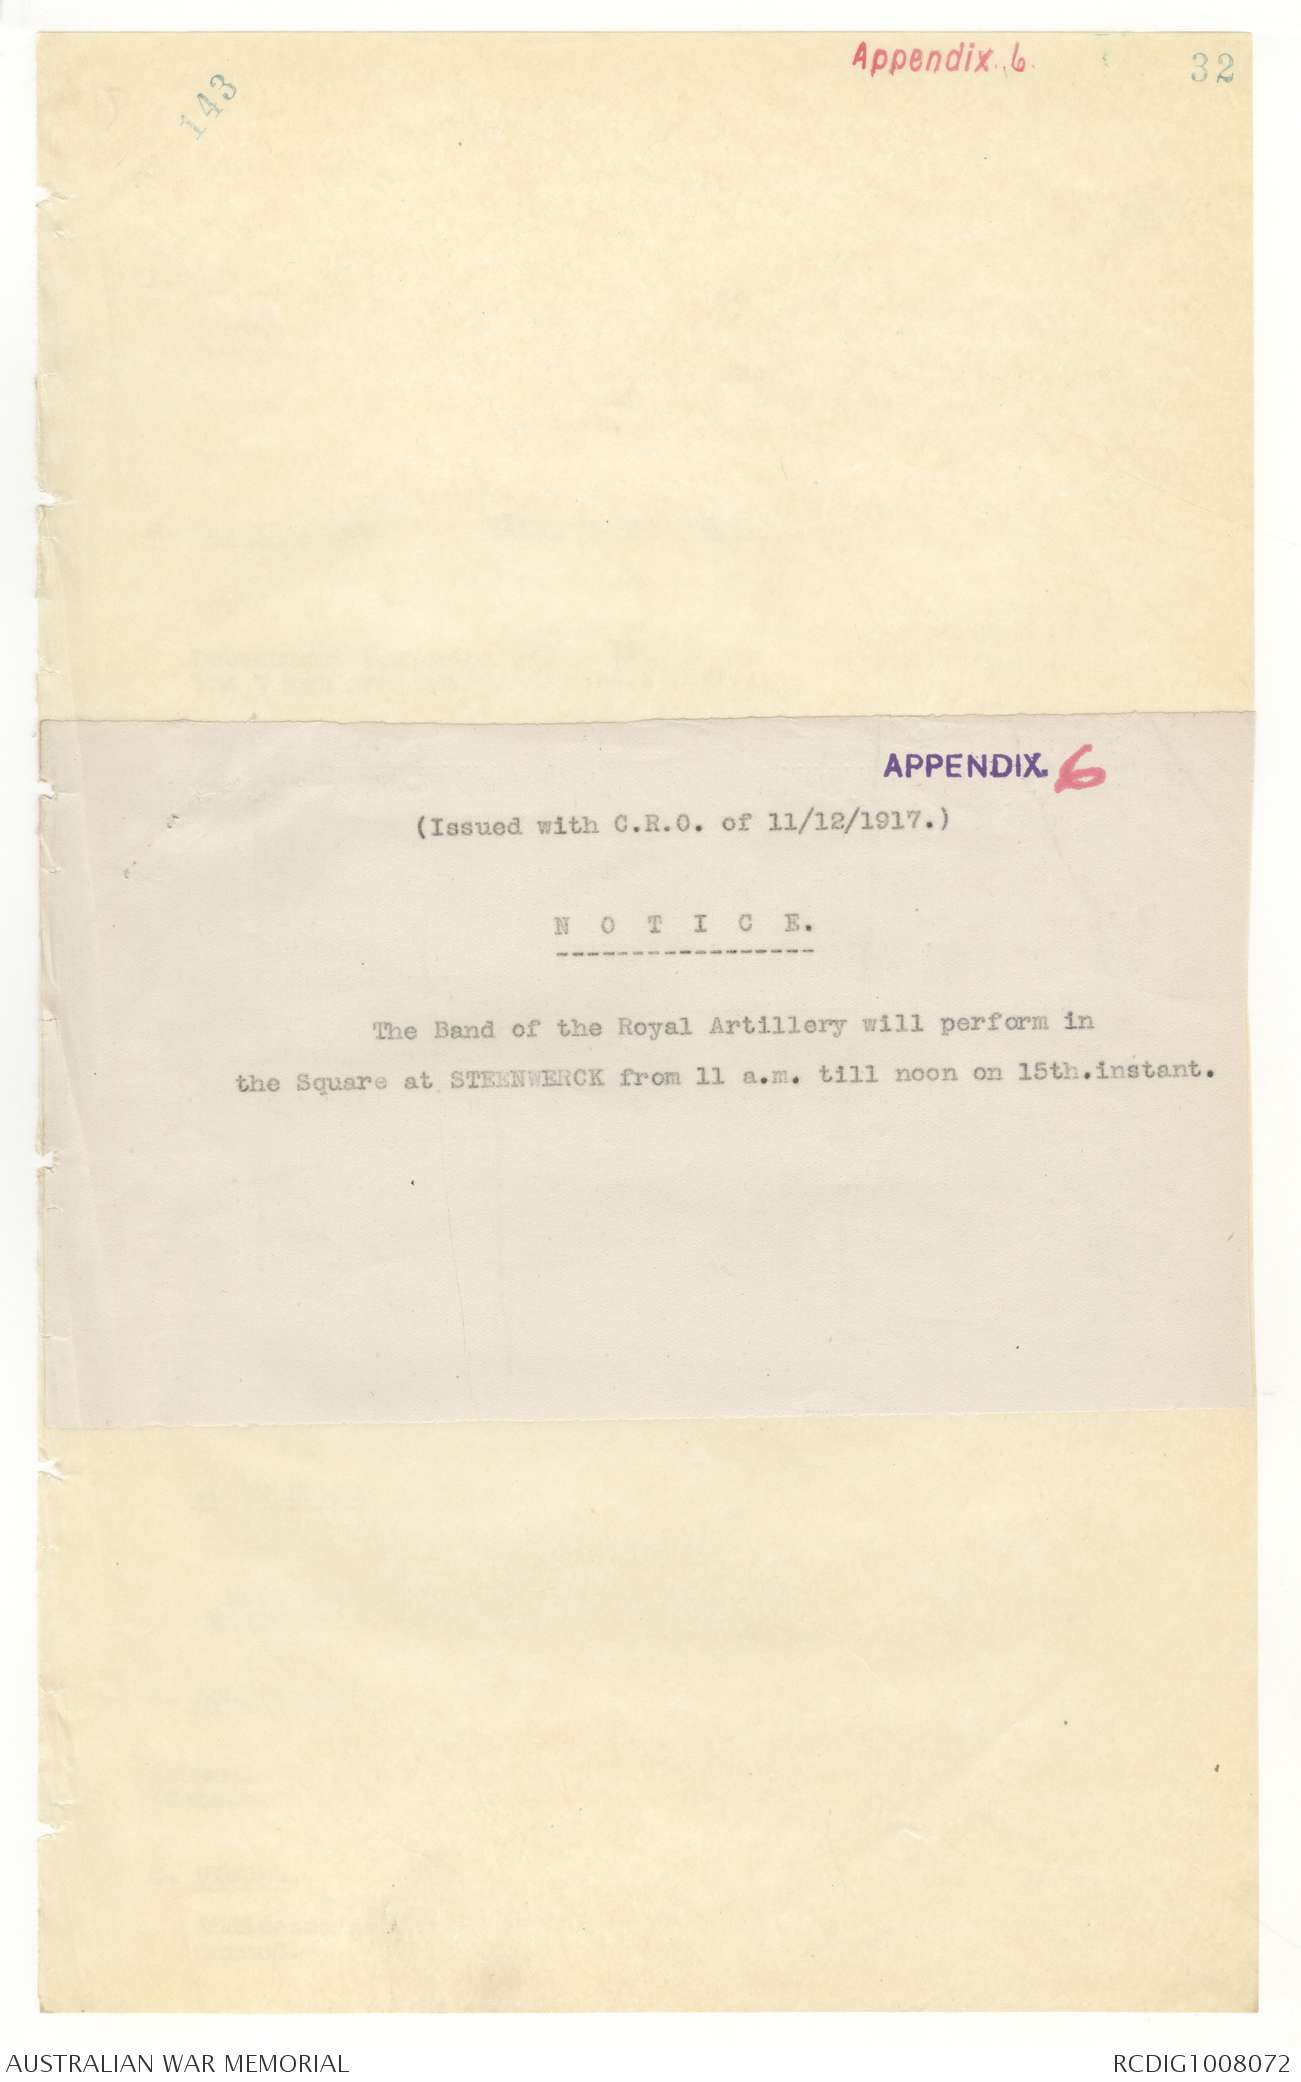 Appendix. 6.
32
143
APPENDIX. 6
(Issued with C.R.O. of 11/12/1917.)
N O T I C E.
-----------------
The Band of the Royal Artillery will perform in
the Square at STEENWERCK from 11 a.m. till noon on 15th.instant.
AUSTRALIAN WAR MEMORIAL
RCDIG1008072